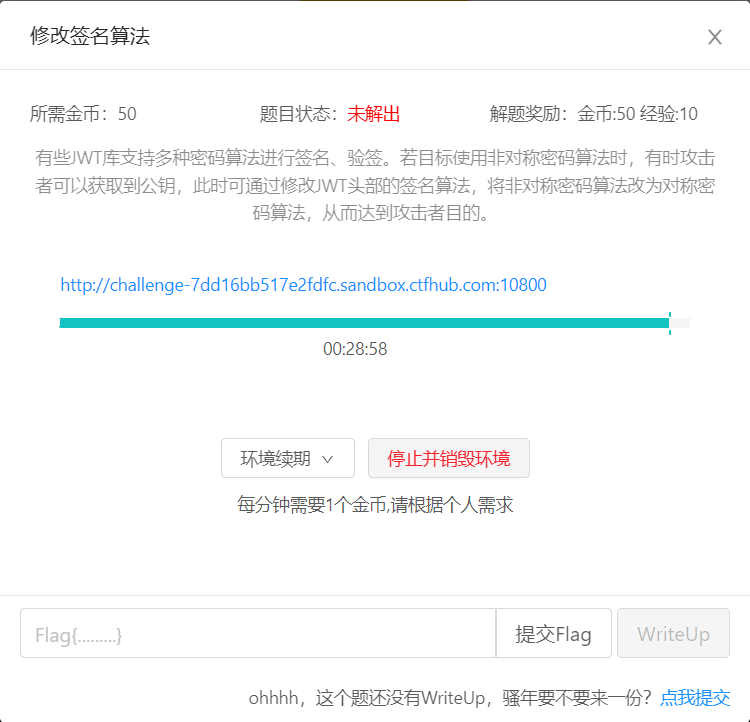 修改签名算法
所需金币：50 题目状态：未解出 解题奖励：金币:50 经验:10
有些JWT库支持多种密码算法进行签名、验签。若目标使用非对称密码算法时，有时攻击
者可以获取到公钥，此时可通过修改JWT头部的签名算法，将非对称密码算法改为对称密
码算法，从而达到攻击者目的。
http://challenge-7dd16bb517e2fdfc.sandbox.ctfhub.com:10800
00:28:58
环境续期 停止并销毁环境
每分钟需要1个金币,请根据个人需求
Flag{.........} 提交Flag WriteUp
ohhhh，这个题还没有WriteUp，骚年要不要来一份？点我提交